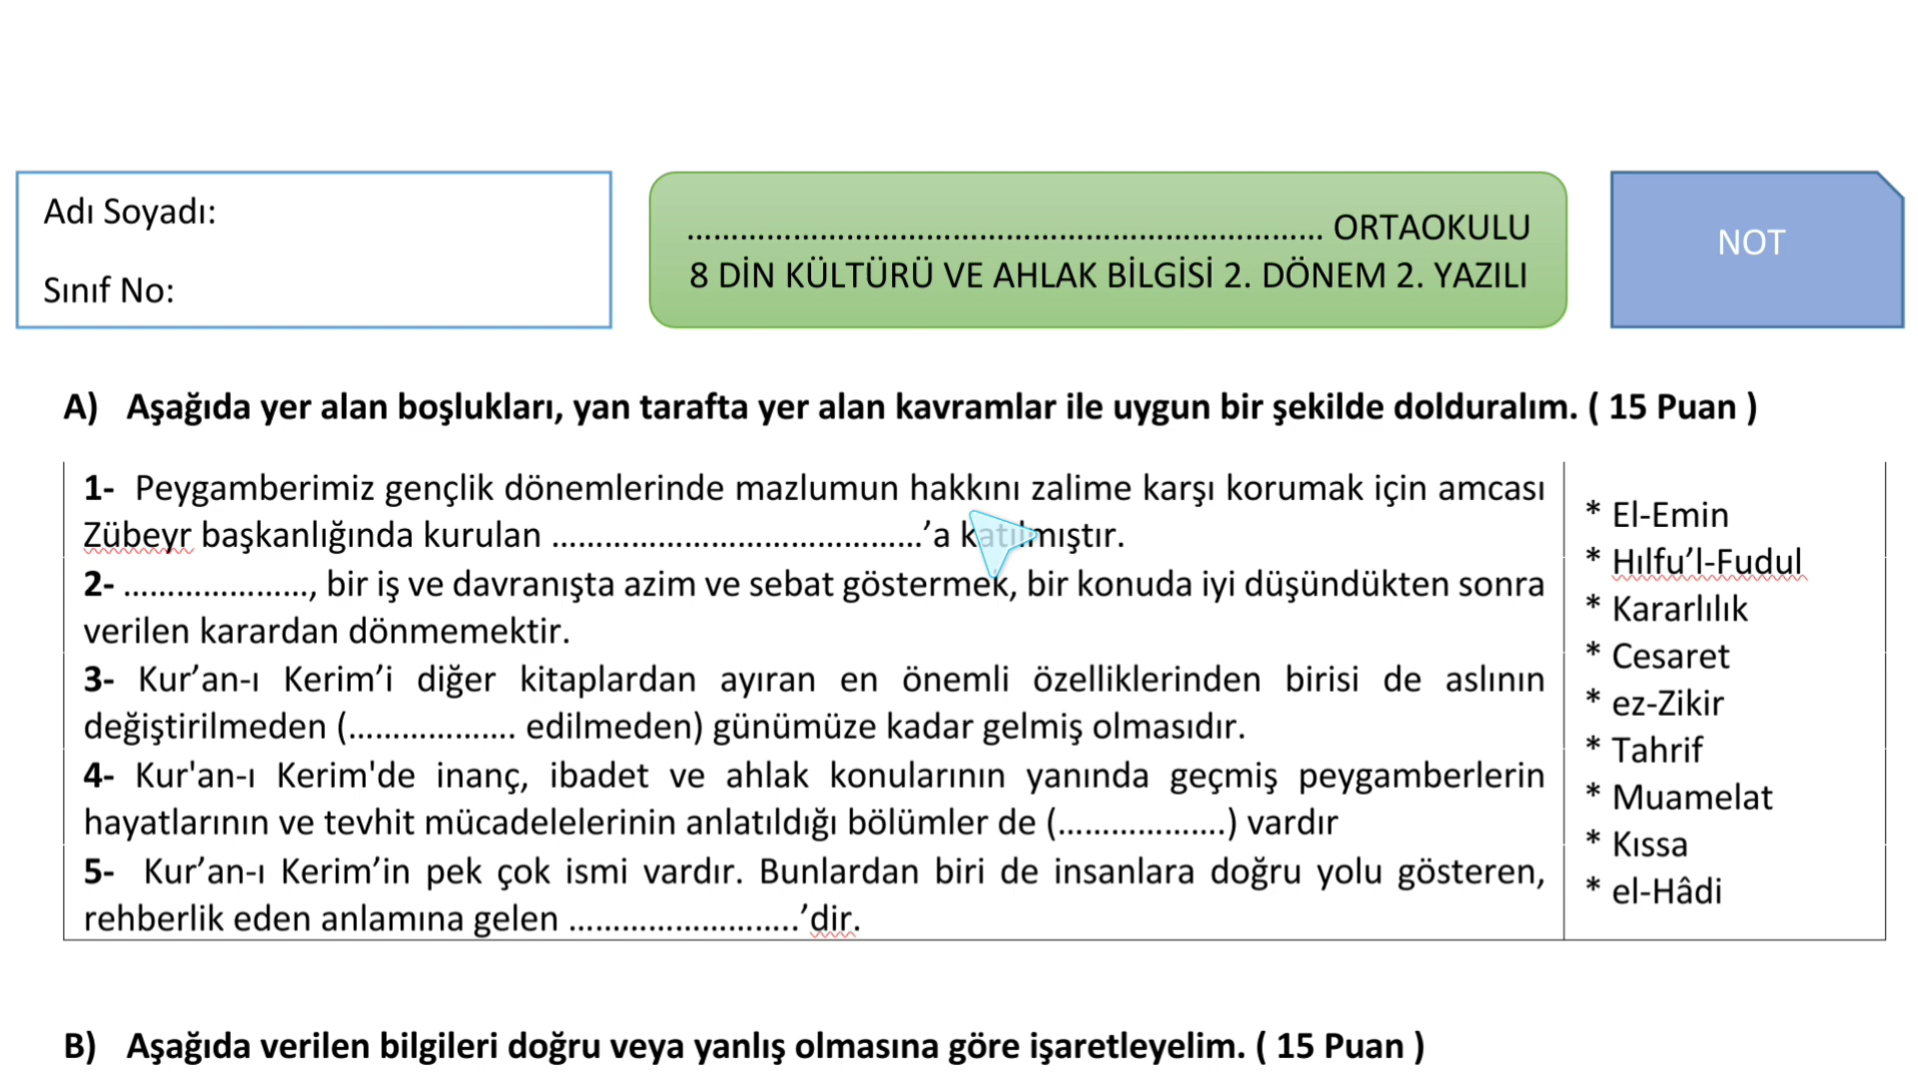 Adı Soyadı:
Sınıf No:
........................................................................ ORTAOKULU
8 DİN KÜLTÜRÜ VE AHLAK BİLGİSİ 2. DÖNEM 2. YAZILI
NOT
A) Aşağıda yer alan boşlukları, yan tarafta yer alan kavramlar ile uygun bir şekilde dolduralım. ( 15 Puan )
1- Peygamberimiz gençlik dönemlerinde mazlumun hakkını zalime karşı korumak için amcası
Zübeyr başkanlığında kurulan ..........................................’a katılmıştır.
2- ....................., bir iş ve davranışta azim ve sebat göstermek, bir konuda iyi düşündükten sonra
verilen karardan dönmemektir.
3- Kur’an-ı Kerim’i diğer kitaplardan ayıran en önemli özelliklerinden birisi de aslının
değiştirilmeden (................... edilmeden) günümüze kadar gelmiş olmasıdır.
4- Kur'an-ı Kerim'de inanç, ibadet ve ahlak konularının yanında geçmiş peygamberlerin
hayatlarının ve tevhit mücadelelerinin anlatıldığı bölümler de (...................) vardır
5- Kur’an-ı Kerim’in pek çok ismi vardır. Bunlardan biri de insanlara doğru yolu gösteren,
rehberlik eden anlamına gelen ..........................’dir.
* El-Emin
* Hılfu’l-Fudul
* Kararlılık
* Cesaret
* ez-Zikir
* Tahrif
* Muamelat
* Kıssa
* el-Hâdi
B) Aşağıda verilen bilgileri doğru veya yanlış olmasına göre işaretleyelim. ( 15 Puan )